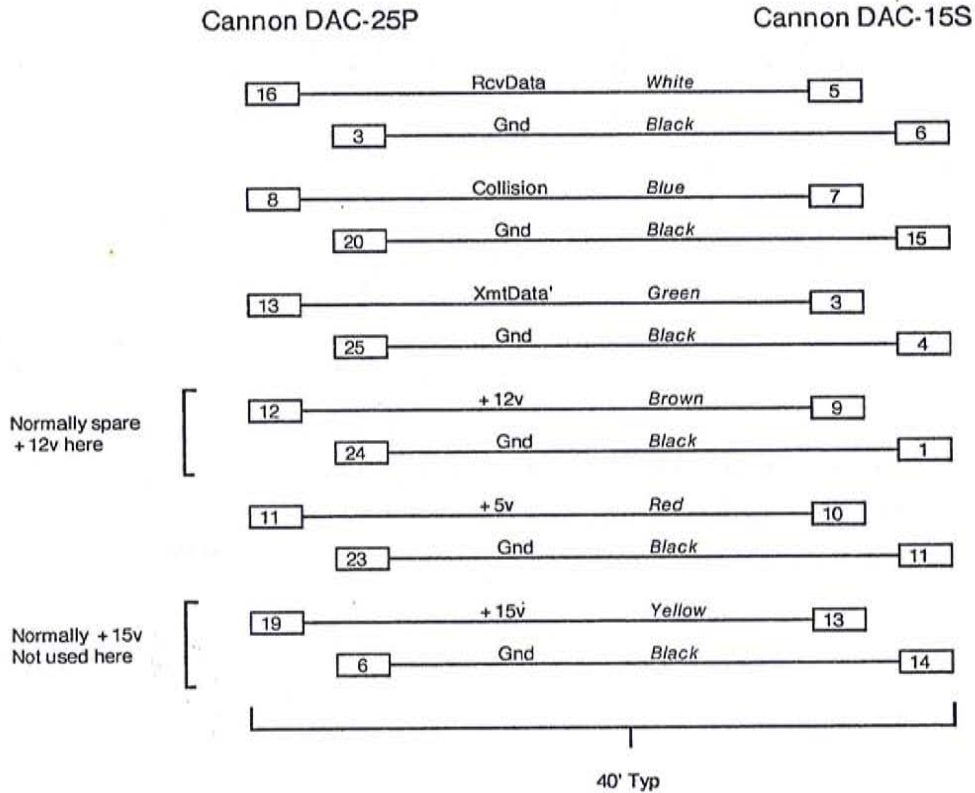 Cannon DAC-25P Cannon DAC-15S
16 RcvData White 5
3 Gnd Black 6
8 Collision Blue 7
20 Gnd Black 15
13 XmtData' Green 3
25 Gnd Black 4
Normally spare
+12v here
12 +12v Brown 9
24 Gnd Black 1
11 +5v Red 10
23 Gnd Black 11
Normally +15v
Not used here
19 +15v Yellow 13
6 Gnd Black 14
40' Typ